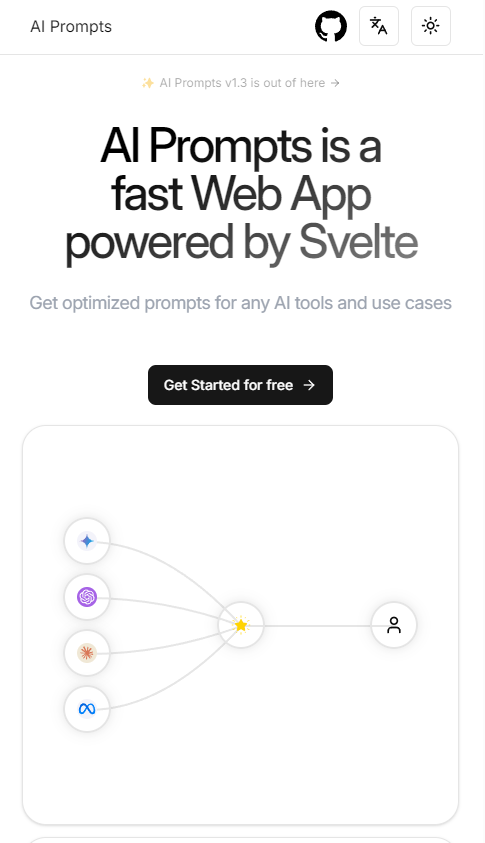 AI Prompts
✨ AI Prompts v1.3 is out of here →
AI Prompts is a
fast Web App
powered by Svelte
Get optimized prompts for any AI tools and use cases
Get Started for free →